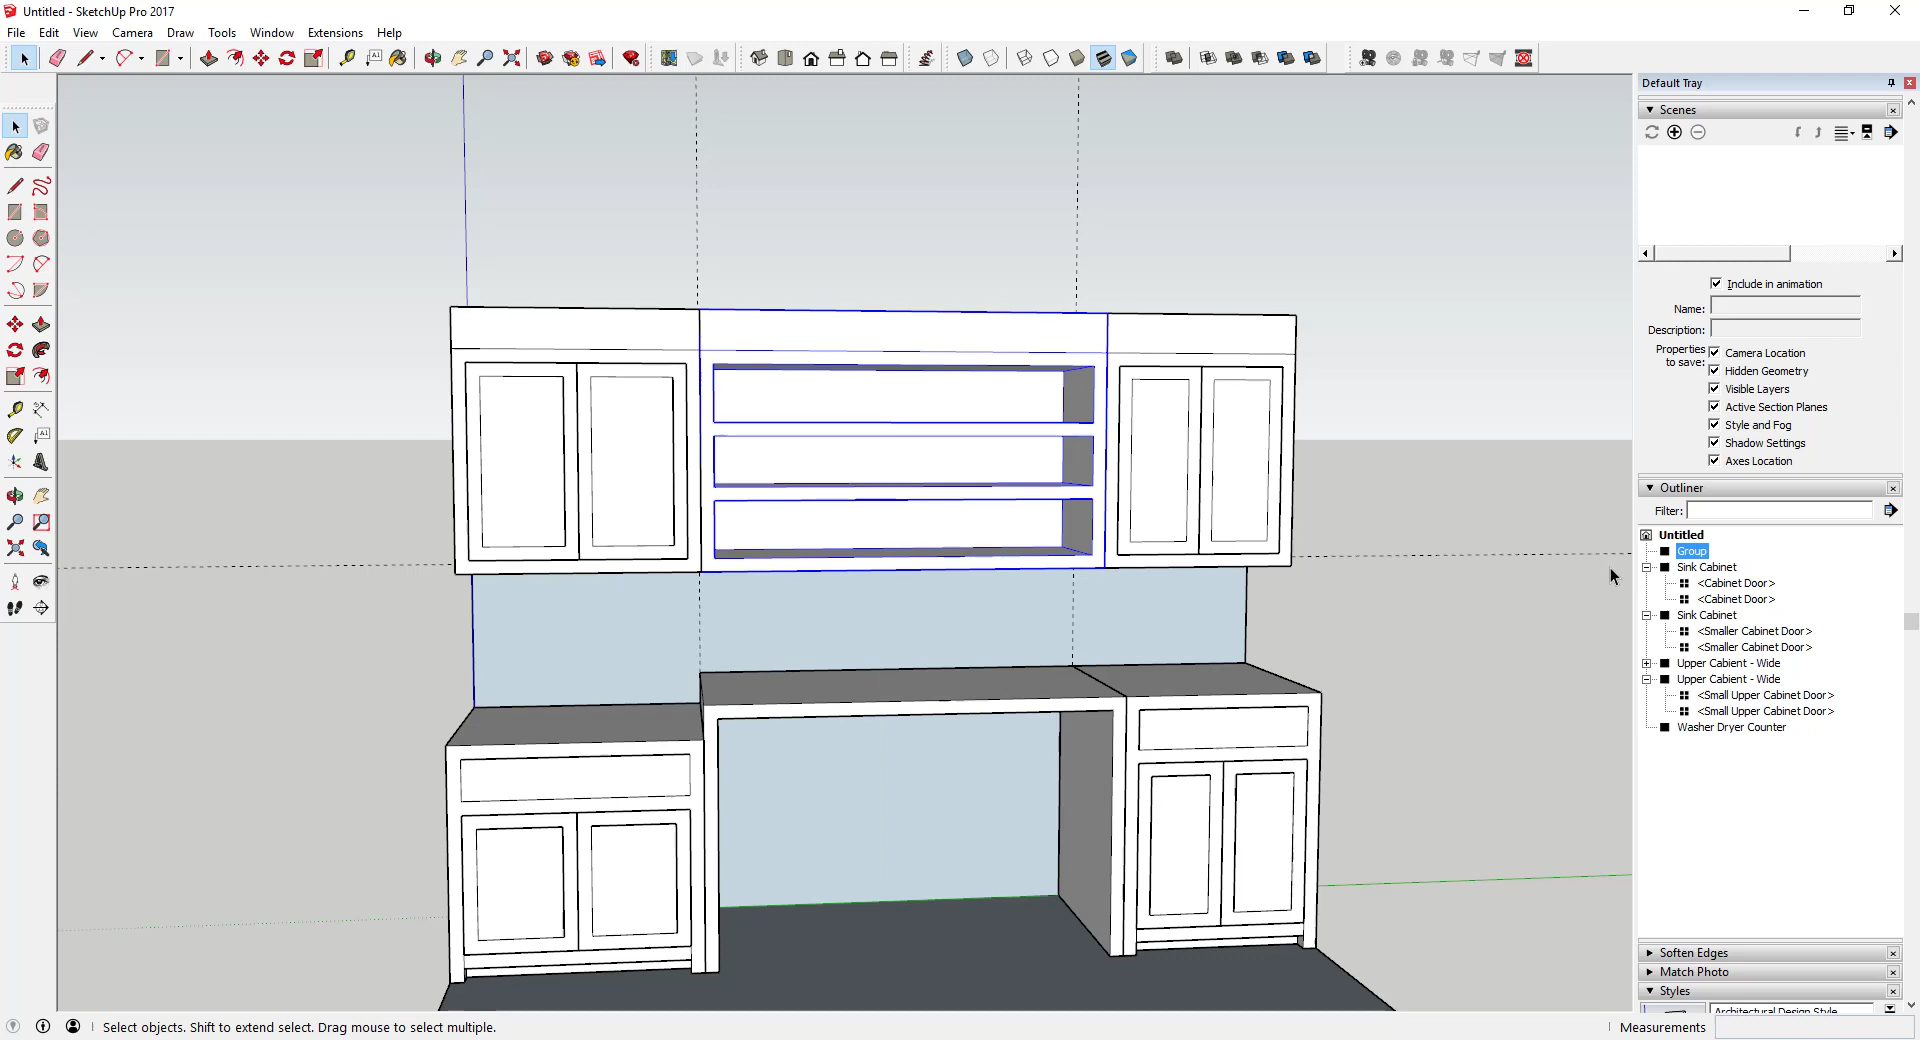 Untitled - SketchUp Pro 2017
File Edit View Camera Draw Tools Window Extensions Help
Default Tray
Scenes
Include in animation
Name:
Description:
Properties
to save:
Camera Location
Hidden Geometry
Visible Layers
Active Section Planes
Style and Fog
Shadow Settings
Axes Location
Outliner
Filter:
Untitled
Group
Sink Cabinet
<Cabinet Door>
<Cabinet Door>
Sink Cabinet
<Smaller Cabinet Door>
<Smaller Cabinet Door>
Upper Cabient - Wide
Upper Cabient - Wide
<Small Upper Cabinet Door>
<Small Upper Cabinet Door>
Washer Dryer Counter
Soften Edges
Match Photo
Styles
Architectural Design Style
Select objects. Shift to extend select. Drag mouse to select multiple.
Measurements